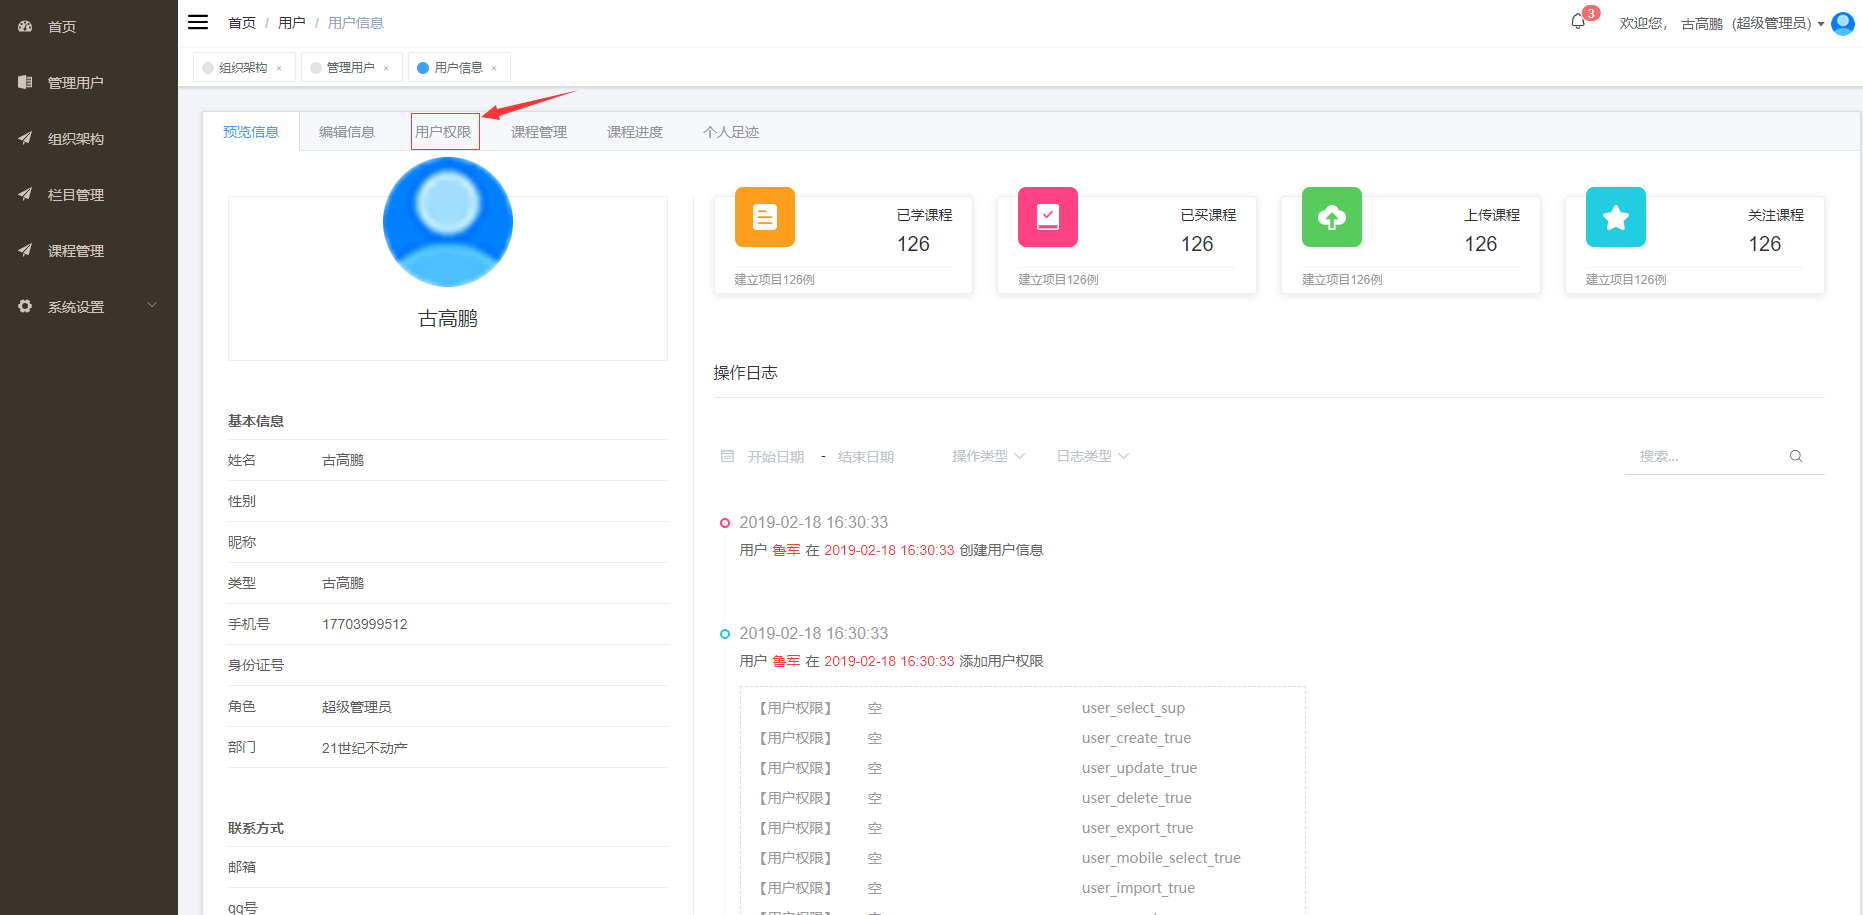 首页
管理用户
组织架构
栏目管理
课程管理
系统设置
首页 / 用户 / 用户信息
3
欢迎您， 古高鹏 (超级管理员)
组织架构 ×
管理用户 ×
用户信息 ×
预览信息 编辑信息 用户权限 课程管理 课程进度 个人足迹
古高鹏
基本信息
姓名 古高鹏
性别
昵称
类型 古高鹏
手机号 17703999512
身份证号
角色 超级管理员
部门 21世纪不动产
联系方式
邮箱
qq号
已学课程
126
建立项目126例
已买课程
126
建立项目126例
上传课程
126
建立项目126例
关注课程
126
建立项目126例
操作日志
开始日期 - 结束日期 操作类型 日志类型 搜索...
2019-02-18 16:30:33
用户 鲁军 在 2019-02-18 16:30:33 创建用户信息
2019-02-18 16:30:33
用户 鲁军 在 2019-02-18 16:30:33 添加用户权限
【用户权限】 空 user_select_sup
【用户权限】 空 user_create_true
【用户权限】 空 user_update_true
【用户权限】 空 user_delete_true
【用户权限】 空 user_export_true
【用户权限】 空 user_mobile_select_true
【用户权限】 空 user_import_true